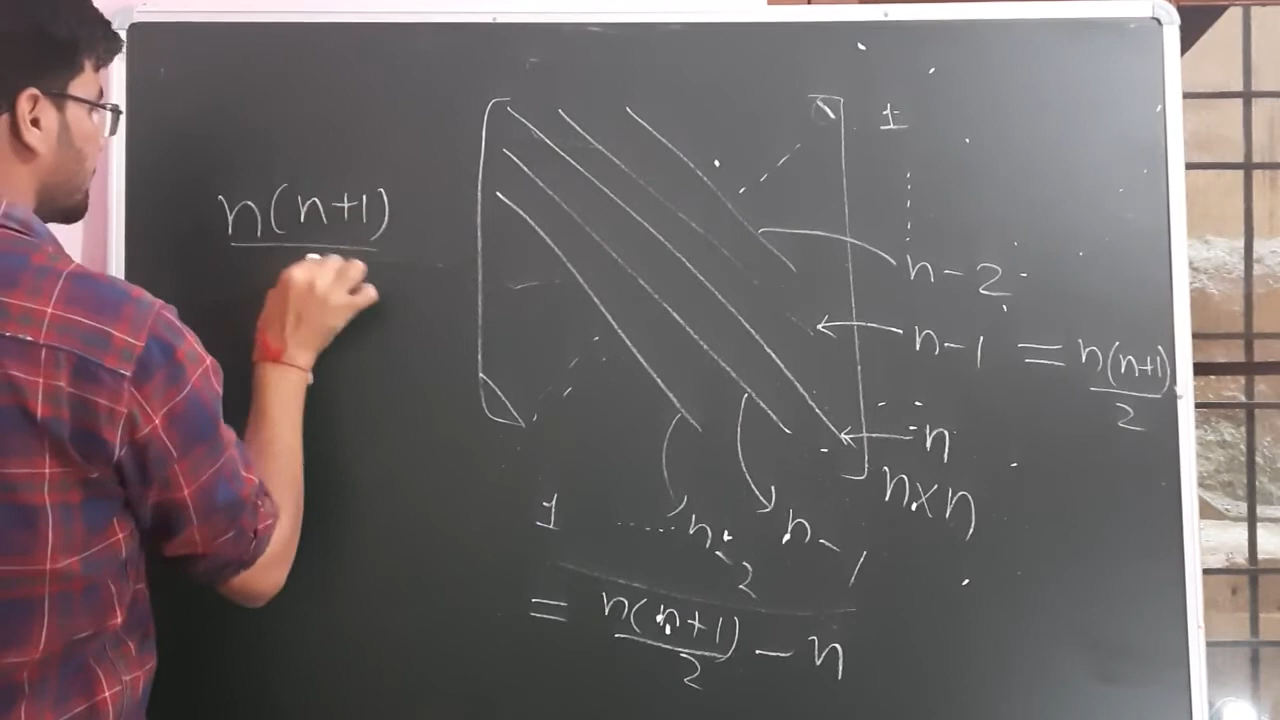 1
n(n+1)
n-2
n-1 = n(n+1)
2
n
n×n
1 ...... n-2 n-1
= n(n+1)/2 - n